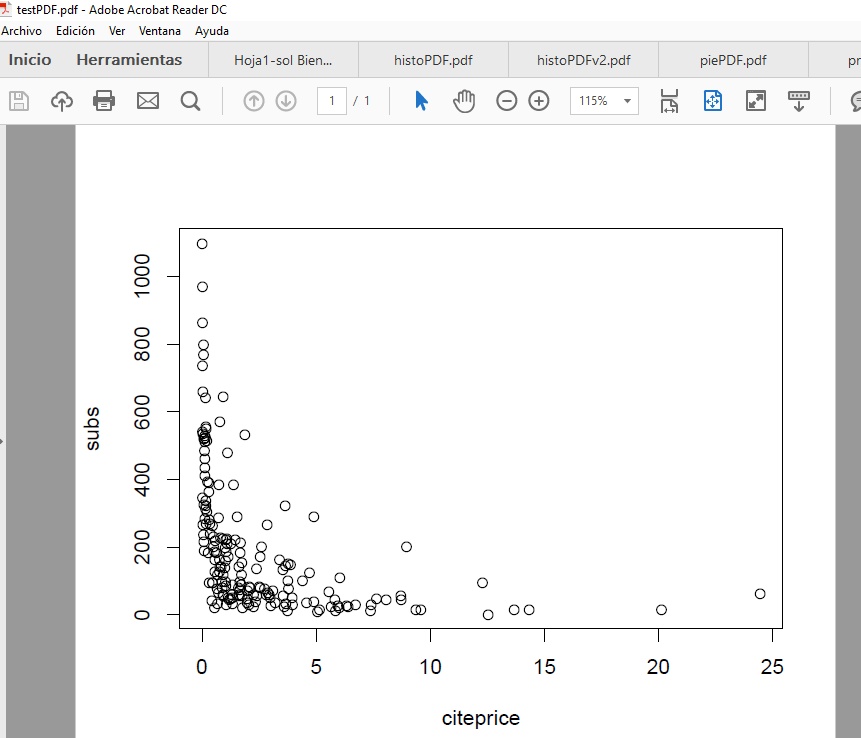 testPDF.pdf - Adobe Acrobat Reader DC
Archivo Edición Ver Ventana Ayuda
Inicio Herramientas Hoja1-sol Bien... histoPDF.pdf histoPDFv2.pdf piePDF.pdf pr
1 / 1 115%
1000
800
600
400
200
0
subs
0 5 10 15 20 25
citeprice